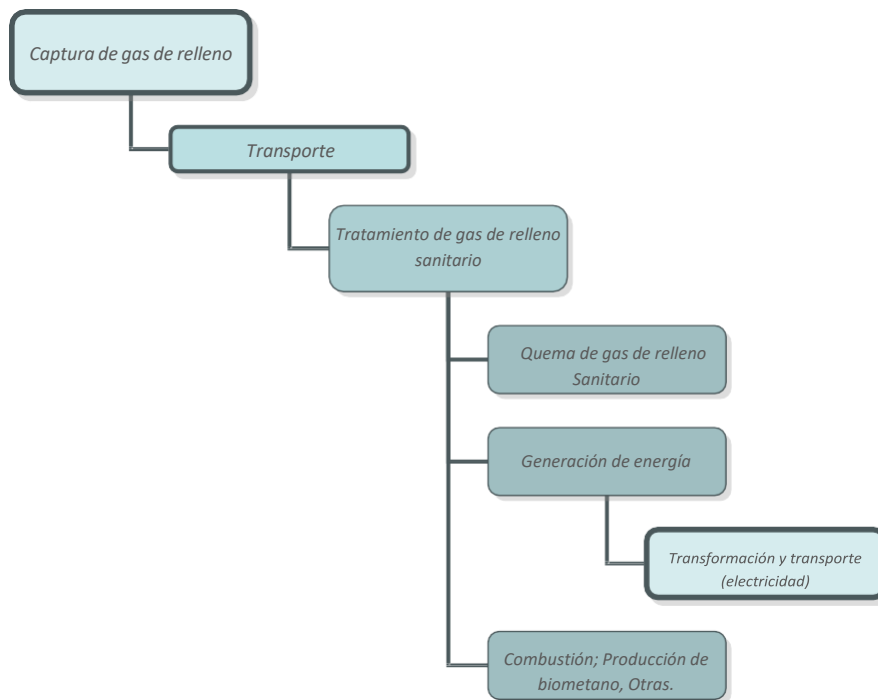 Captura de gas de relleno
Transporte
Tratamiento de gas de relleno
sanitario
Quema de gas de relleno
Sanitario
Generación de energía
Transformación y transporte
(electricidad)
Combustión; Producción de
biometano, Otras.